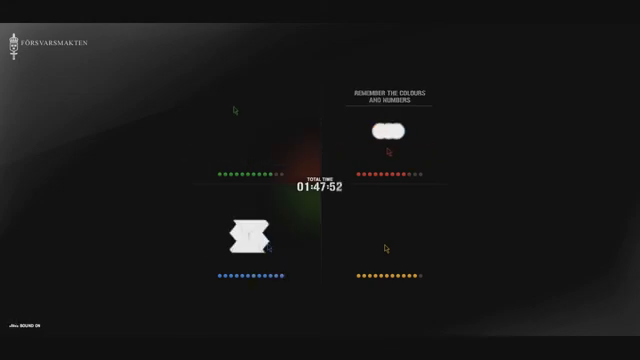 FÖRSVARSMAKTEN
REMEMBER THE COLOURS
AND NUMBERS
TOTAL TIME
01:47:52
SOUND ON